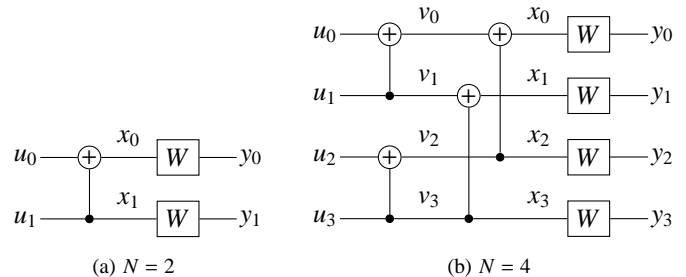 v₀ x₀
u₀ + + W y₀
v₁ x₁
u₁ + W y₁
x₀ v₂ x₂
u₀ + W y₀ u₂ + W y₂
x₁ v₃ x₃
u₁ W y₁ u₃ W y₃
(a) N = 2 (b) N = 4